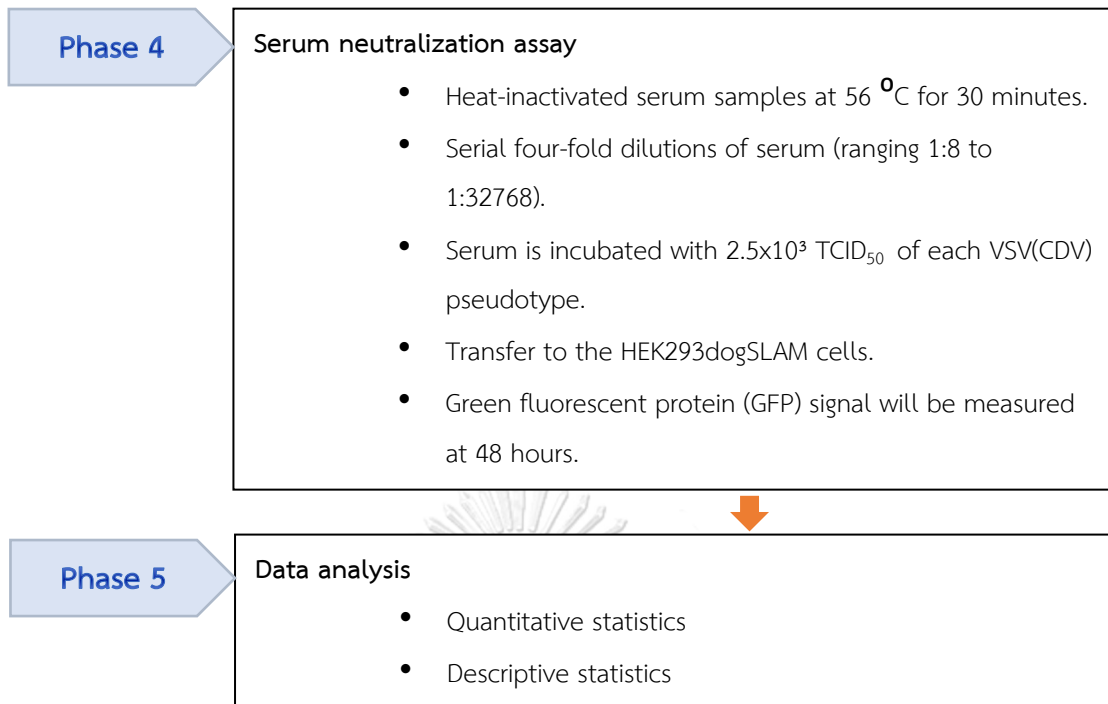 Phase 4
Serum neutralization assay
• Heat-inactivated serum samples at 56 ⁰C for 30 minutes.
• Serial four-fold dilutions of serum (ranging 1:8 to
1:32768).
• Serum is incubated with 2.5x10³ TCID₅₀ of each VSV(CDV)
pseudotype.
• Transfer to the HEK293dogSLAM cells.
• Green fluorescent protein (GFP) signal will be measured
at 48 hours.
Phase 5
Data analysis
• Quantitative statistics
• Descriptive statistics